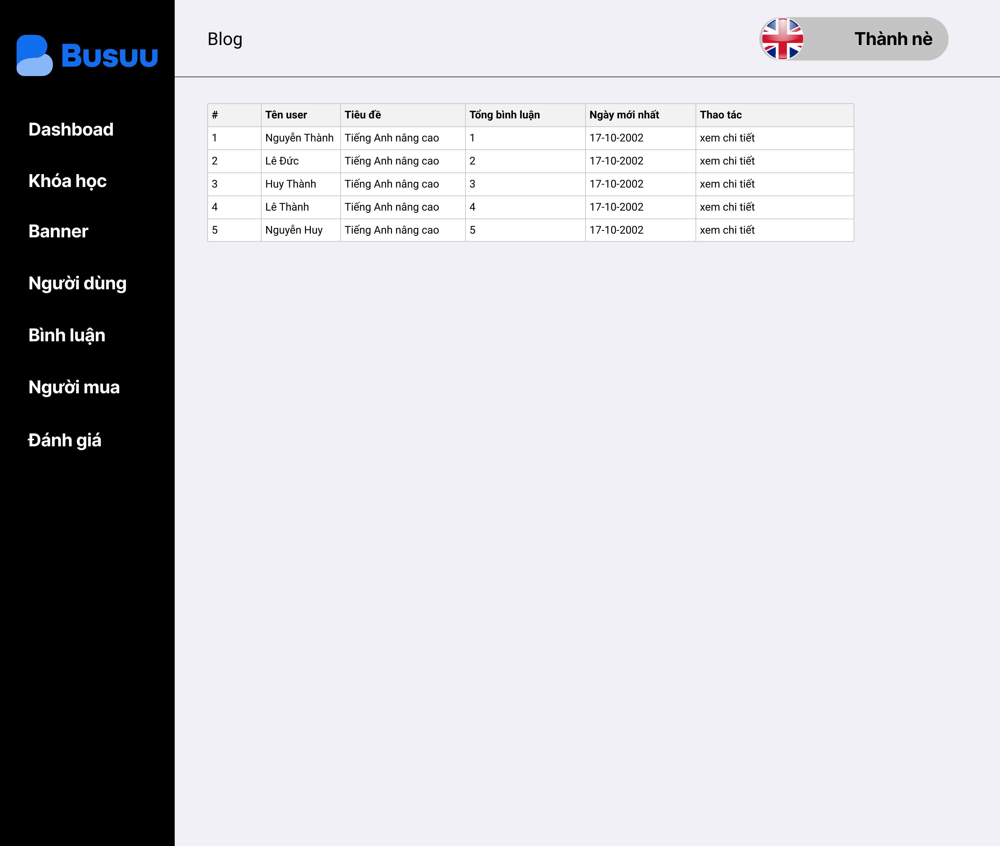 Busuu
Dashboad
Khóa học
Banner
Người dùng
Bình luận
Người mua
Đánh giá
Blog
Thành nè
# Tên user Tiêu đề Tổng bình luận Ngày mới nhất Thao tác
1 Nguyễn Thành Tiếng Anh nâng cao 1 17-10-2002 xem chi tiết
2 Lê Đức Tiếng Anh nâng cao 2 17-10-2002 xem chi tiết
3 Huy Thành Tiếng Anh nâng cao 3 17-10-2002 xem chi tiết
4 Lê Thành Tiếng Anh nâng cao 4 17-10-2002 xem chi tiết
5 Nguyễn Huy Tiếng Anh nâng cao 5 17-10-2002 xem chi tiết